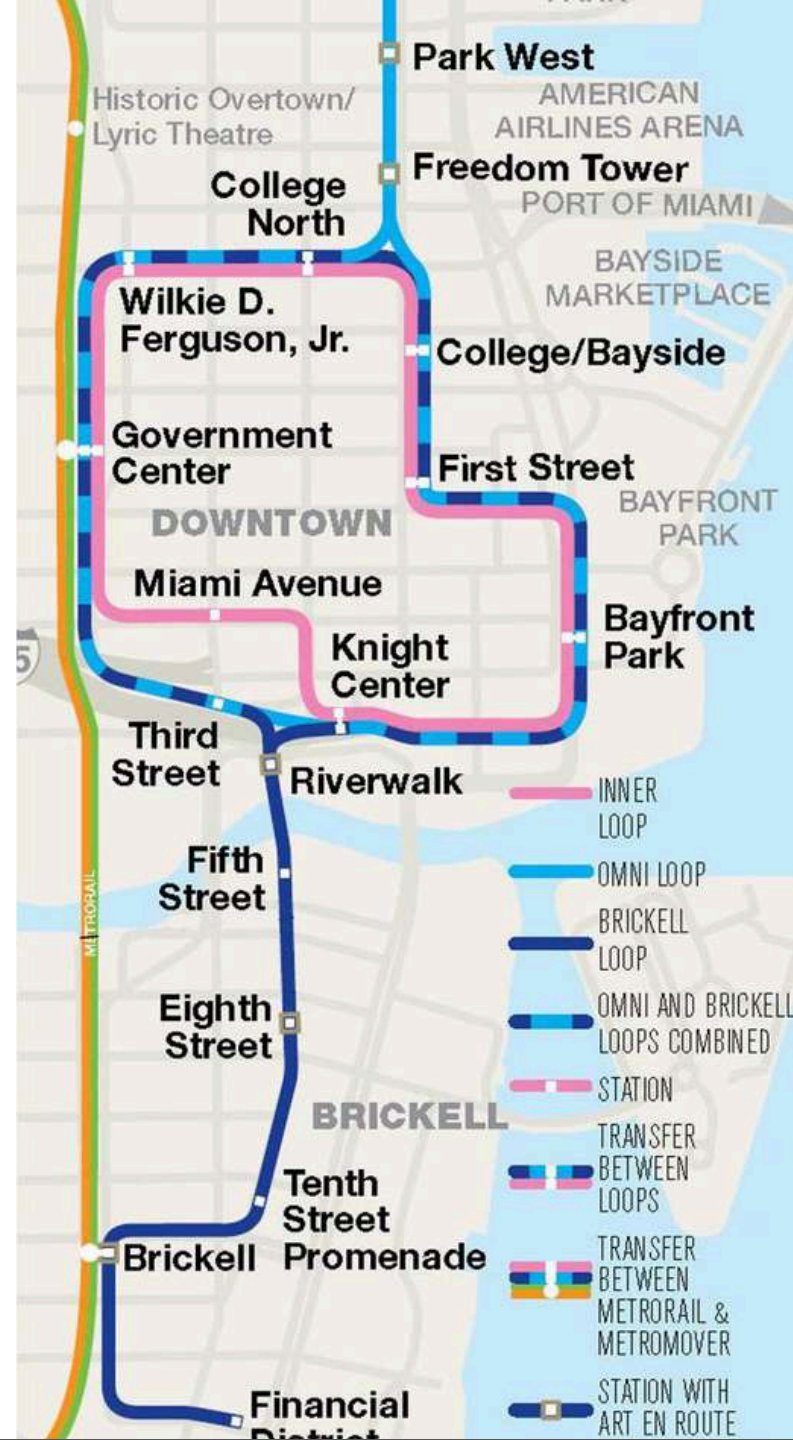 Park West
Historic Overtown/
Lyric Theatre
AMERICAN
AIRLINES ARENA
Freedom Tower
College
North
PORT OF MIAMI
BAYSIDE
MARKETPLACE
Wilkie D.
Ferguson, Jr.
College/Bayside
Government
Center
First Street
DOWNTOWN
BAYFRONT
PARK
Miami Avenue
Bayfront
Park
Knight
Center
5
Third
Street
Riverwalk
INNER
LOOP
Fifth
Street
OMNI LOOP
METRORAIL
BRICKELL
LOOP
Eighth
Street
OMNI AND BRICKELL
LOOPS COMBINED
STATION
BRICKELL
TRANSFER
BETWEEN
LOOPS
Tenth
Street
Promenade
Brickell
TRANSFER
BETWEEN
METRORAIL &
METROMOVER
STATION WITH
ART EN ROUTE
Financial